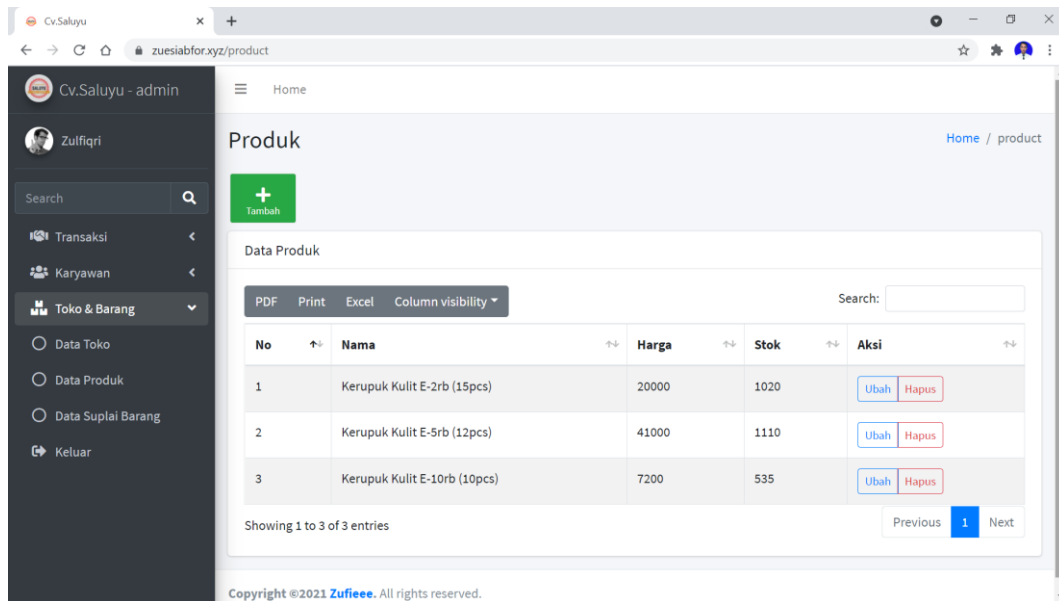 Cv.Saluyu
zuesiabfor.xyz/product
Cv.Saluyu - admin
Home
Zulfiqri
Produk
Home / product
Search
Tambah
Transaksi
Karyawan
Toko & Barang
Data Toko
Data Produk
Data Suplai Barang
Keluar
Data Produk
PDF Print Excel Column visibility
Search:
No Nama Harga Stok Aksi
1 Kerupuk Kulit E-2rb (15pcs) 20000 1020 Ubah Hapus
2 Kerupuk Kulit E-5rb (12pcs) 41000 1110 Ubah Hapus
3 Kerupuk Kulit E-10rb (10pcs) 7200 535 Ubah Hapus
Showing 1 to 3 of 3 entries
Previous 1 Next
Copyright ©2021 Zufieee. All rights reserved.